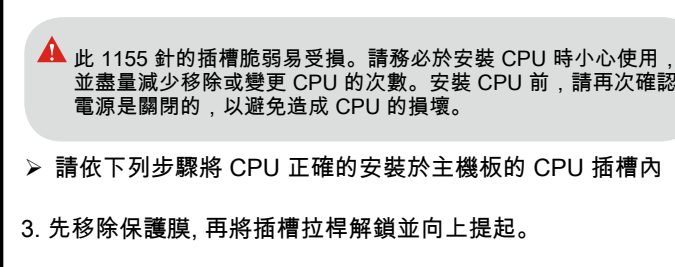 此 1155 針的插槽脆弱易受損。請務必於安裝 CPU 時小心使用，
並盡量減少移除或變更 CPU 的次數。安裝 CPU 前，請再次確認
電源是關閉的，以避免造成 CPU 的損壞。
➢ 請依下列步驟將 CPU 正確的安裝於主機板的 CPU 插槽內
3. 先移除保護膜, 再將插槽拉桿解鎖並向上提起。